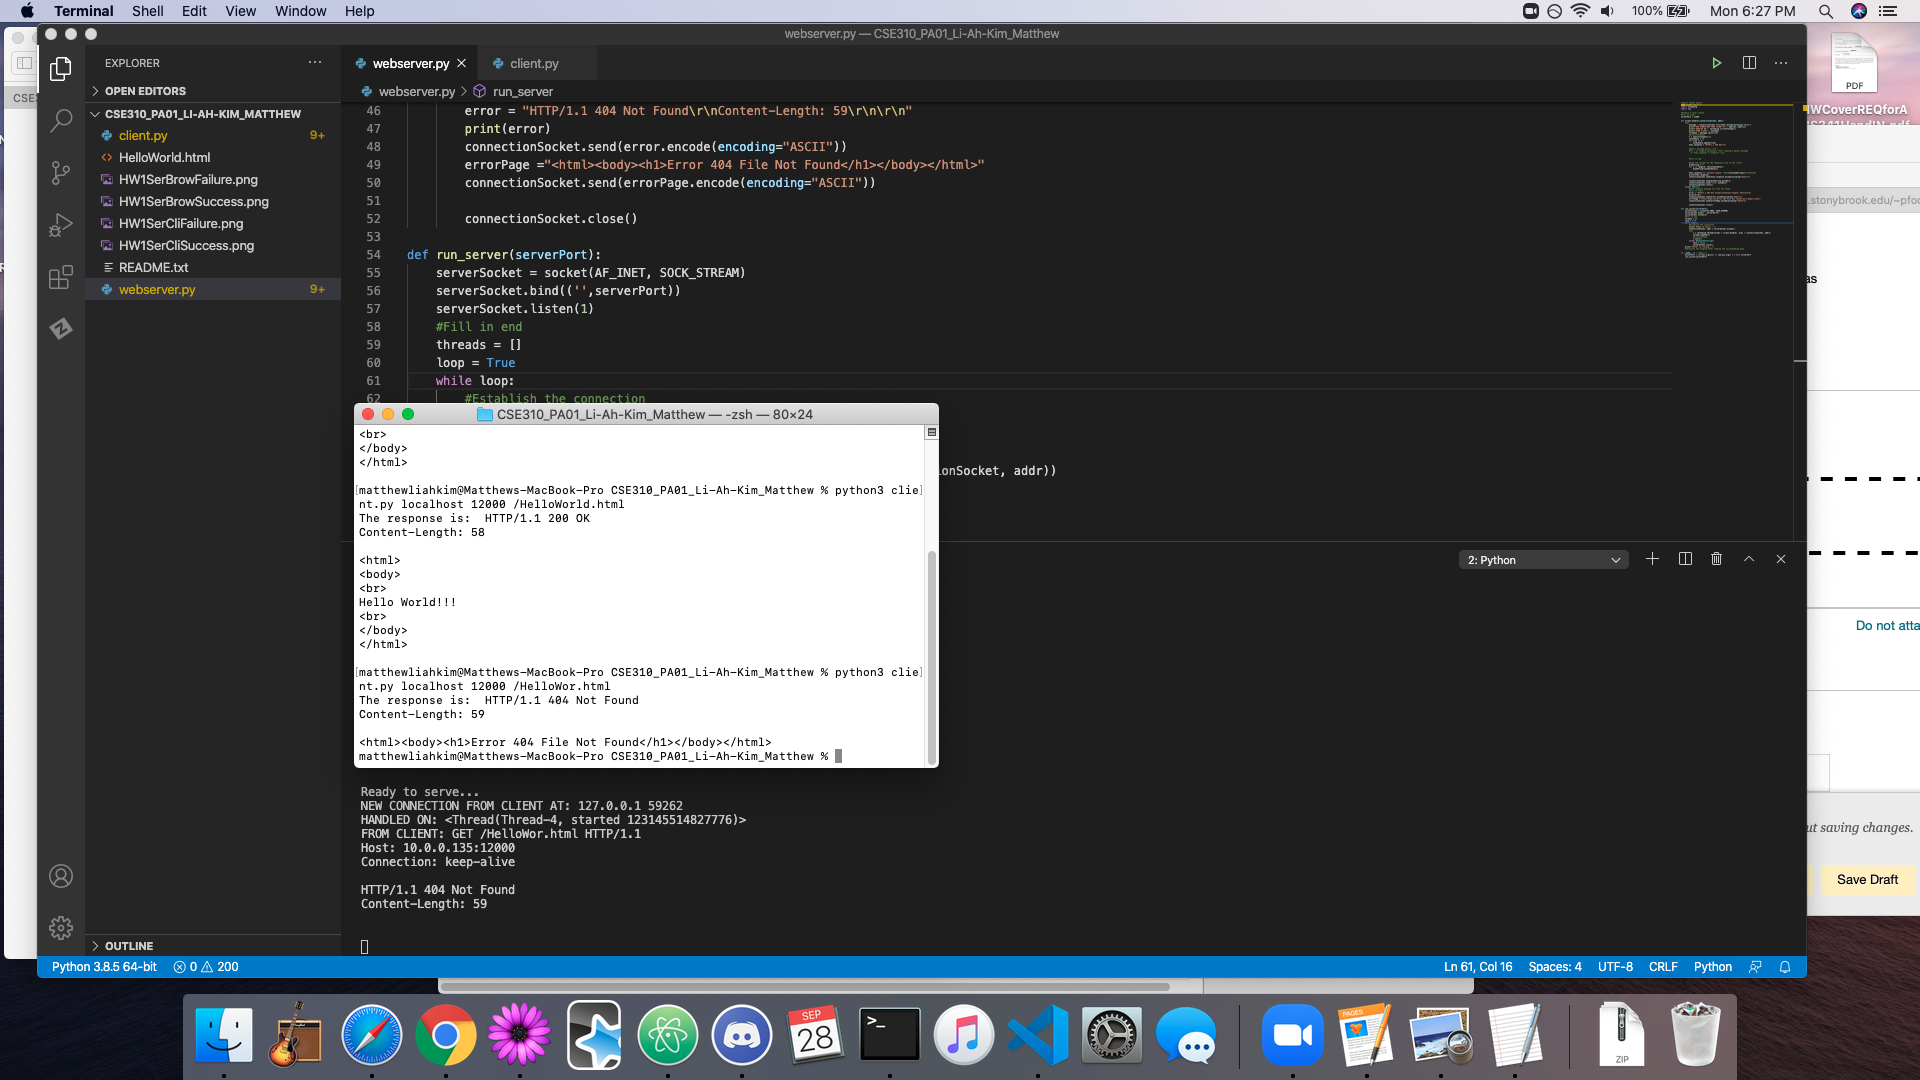 Terminal Shell Edit View Window Help
100% Mon 6:27 PM
webserver.py — CSE310_PA01_Li-Ah-Kim_Matthew
EXPLORER
OPEN EDITORS
CSE310_PA01_LI-AH-KIM_MATTHEW
client.py 9+
HelloWorld.html
HW1SerBrowFailure.png
HW1SerBrowSuccess.png
HW1SerCliFailure.png
HW1SerCliSuccess.png
README.txt
webserver.py 9+
OUTLINE
webserver.py client.py
webserver.py > run_server
46 error = "HTTP/1.1 404 Not Found\r\nContent-Length: 59\r\n\r\n"
47 print(error)
48 connectionSocket.send(error.encode(encoding="ASCII"))
49 errorPage ="<html><body><h1>Error 404 File Not Found</h1></body></html>"
50 connectionSocket.send(errorPage.encode(encoding="ASCII"))
51
52 connectionSocket.close()
53
54 def run_server(serverPort):
55 serverSocket = socket(AF_INET, SOCK_STREAM)
56 serverSocket.bind(('',serverPort))
57 serverSocket.listen(1)
58 #Fill in end
59 threads = []
60 loop = True
61 while loop:
62 #Establish the connection
onSocket, addr))
CSE310_PA01_Li-Ah-Kim_Matthew — -zsh — 80×24
<br>
</body>
</html>
[matthewliahkim@Matthews-MacBook-Pro CSE310_PA01_Li-Ah-Kim_Matthew % python3 clie]
nt.py localhost 12000 /HelloWorld.html
The response is:  HTTP/1.1 200 OK
Content-Length: 58
<html>
<body>
<br>
Hello World!!!
<br>
</body>
</html>
[matthewliahkim@Matthews-MacBook-Pro CSE310_PA01_Li-Ah-Kim_Matthew % python3 clie]
nt.py localhost 12000 /HelloWor.html
The response is:  HTTP/1.1 404 Not Found
Content-Length: 59
<html><body><h1>Error 404 File Not Found</h1></body></html>
matthewliahkim@Matthews-MacBook-Pro CSE310_PA01_Li-Ah-Kim_Matthew %
2: Python
Ready to serve...
NEW CONNECTION FROM CLIENT AT: 127.0.0.1 59262
HANDLED ON: <Thread(Thread-4, started 123145514827776)>
FROM CLIENT: GET /HelloWor.html HTTP/1.1
Host: 10.0.0.135:12000
Connection: keep-alive
HTTP/1.1 404 Not Found
Content-Length: 59
Python 3.8.5 64-bit 0 200
Ln 61, Col 16 Spaces: 4 UTF-8 CRLF Python
CSE
PDF
WCoverREQforA
.stonybrook.edu/~pfo
as
Do not atta
ut saving changes.
Save Draft
SEP
28
>_
PAGES
ZIP